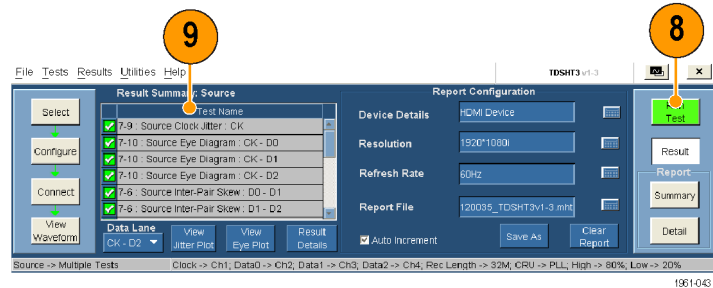 9
8
File Tests Results Utilities Help
TDSHT3 v1-3
x
Result Summary: Source
Report Configuration
Select
Configure
Connect
View
Waveform
Test Name
7-9 : Source Clock Jitter : CK
7-10 : Source Eye Diagram : CK - D0
7-10 : Source Eye Diagram : CK - D1
7-10 : Source Eye Diagram : CK - D2
7-6 : Source Inter-Pair Skew : D0 - D1
7-6 : Source Inter-Pair Skew : D1 - D2
Data Lane
CK - D2
View
Jitter Plot
View
Eye Plot
Result
Details
Device Details
HDMI Device
Resolution
1920*1080i
Refresh Rate
60Hz
Report File
120035_TDSHT3v1-3.mht
Auto Increment
Save As
Clear
Report
Test
Result
Report
Summary
Detail
Source -> Multiple Tests
Clock -> Ch1; Data0 -> Ch2; Data1 -> Ch3; Data2 -> Ch4; Rec Length -> 32M; CRU -> PLL; High -> 80%; Low -> 20%
1961-043